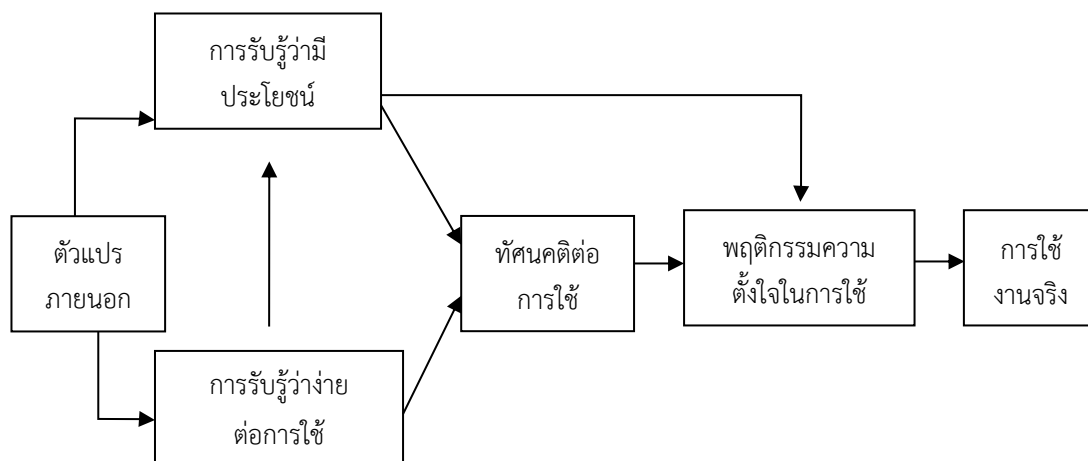 การรับรู้ว่ามี
ประโยชน์
ตัวแปร
ภายนอก
ทัศนคติต่อ
การใช้
พฤติกรรมความ
ตั้งใจในการใช้
การใช้
งานจริง
การรับรู้ว่าง่าย
ต่อการใช้